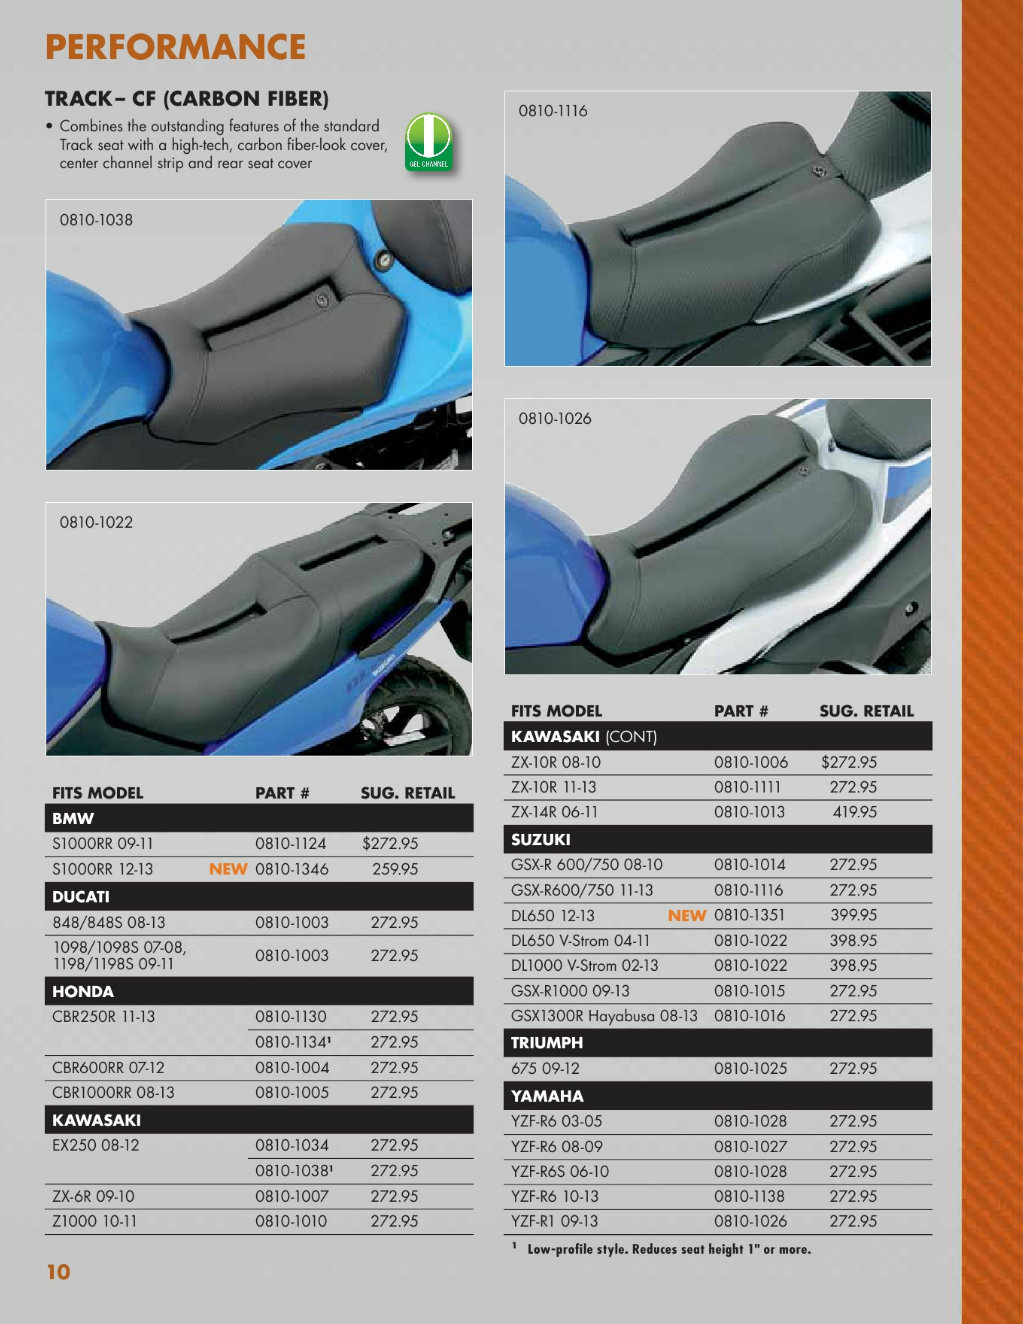 PERFORMANCE
TRACK– CF (CARBON FIBER)
• Combines the outstanding features of the standard
Track seat with a high-tech, carbon fiber-look cover,
center channel strip and rear seat cover
GEL CHANNEL
0810-1038
0810-1022
FITS MODEL PART # SUG. RETAIL
BMW
S1000RR 09-11 0810-1124 $272.95
S1000RR 12-13 NEW 0810-1346 259.95
DUCATI
848/848S 08-13 0810-1003 272.95
1098/1098S 07-08,
1198/1198S 09-11 0810-1003 272.95
HONDA
CBR250R 11-13 0810-1130 272.95
0810-1134¹ 272.95
CBR600RR 07-12 0810-1004 272.95
CBR1000RR 08-13 0810-1005 272.95
KAWASAKI
EX250 08-12 0810-1034 272.95
0810-1038¹ 272.95
ZX-6R 09-10 0810-1007 272.95
Z1000 10-11 0810-1010 272.95
0810-1116
0810-1026
FITS MODEL PART # SUG. RETAIL
KAWASAKI (CONT)
ZX-10R 08-10 0810-1006 $272.95
ZX-10R 11-13 0810-1111 272.95
ZX-14R 06-11 0810-1013 419.95
SUZUKI
GSX-R 600/750 08-10 0810-1014 272.95
GSX-R600/750 11-13 0810-1116 272.95
DL650 12-13 NEW 0810-1351 399.95
DL650 V-Strom 04-11 0810-1022 398.95
DL1000 V-Strom 02-13 0810-1022 398.95
GSX-R1000 09-13 0810-1015 272.95
GSX1300R Hayabusa 08-13 0810-1016 272.95
TRIUMPH
675 09-12 0810-1025 272.95
YAMAHA
YZF-R6 03-05 0810-1028 272.95
YZF-R6 08-09 0810-1027 272.95
YZF-R6S 06-10 0810-1028 272.95
YZF-R6 10-13 0810-1138 272.95
YZF-R1 09-13 0810-1026 272.95
¹ Low-profile style. Reduces seat height 1" or more.
10